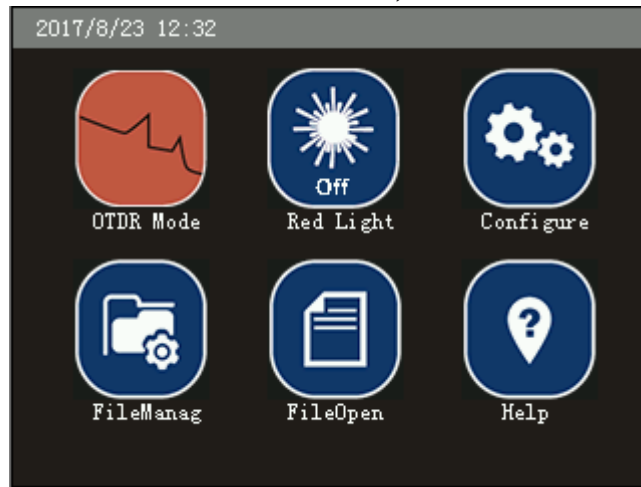 2017/8/23 12:32
Off
OTDR Mode Red Light Configure
?
FileManag FileOpen Help